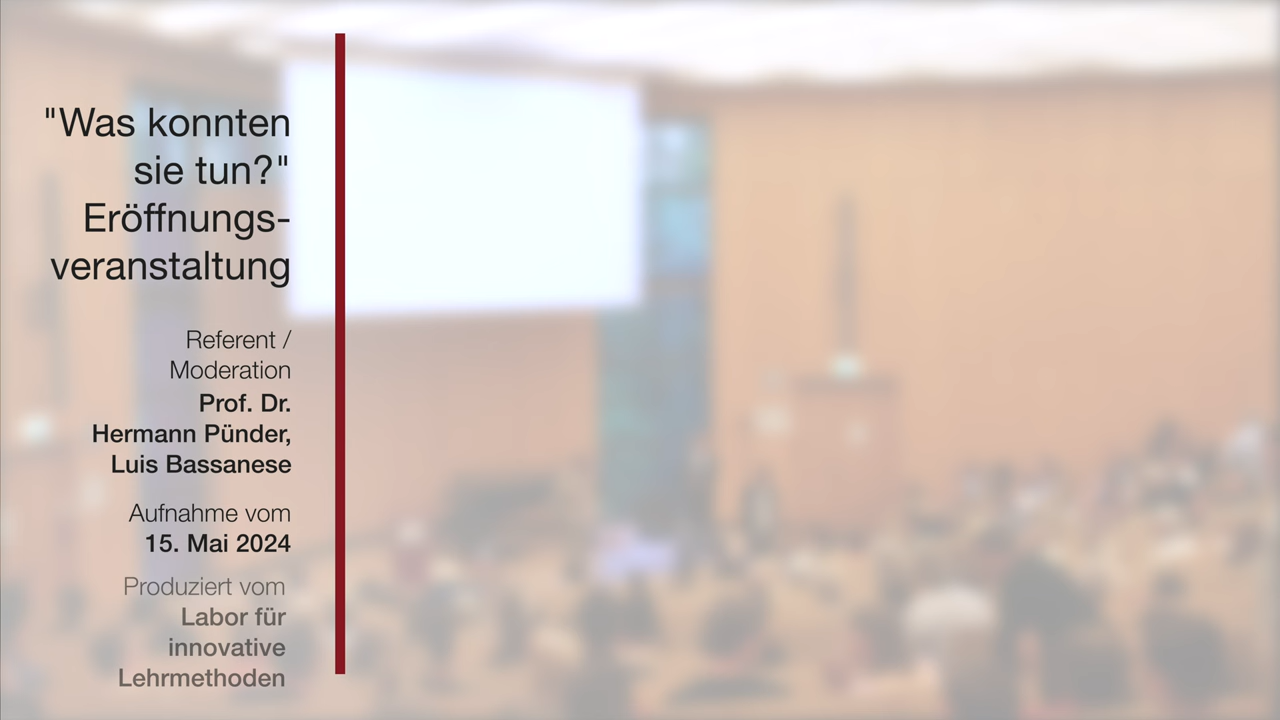 "Was konnten
sie tun?"
Eröffnungs-
veranstaltung
Referent /
Moderation
Prof. Dr.
Hermann Pünder,
Luis Bassanese
Aufnahme vom
15. Mai 2024
Produziert vom
Labor für
innovative
Lehrmethoden